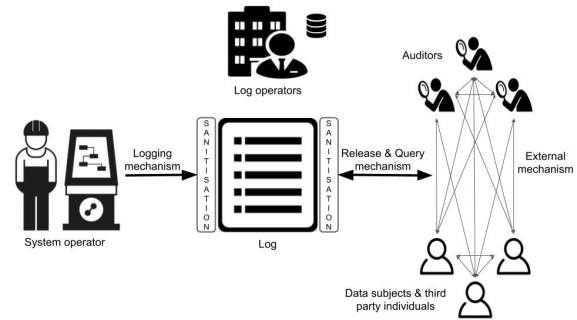 Auditors
Log operators
Logging
mechanism
SANITISATION
SANITISATION
Release & Query
mechanism
External
mechanism
System operator
Log
Data subjects & third
party individuals